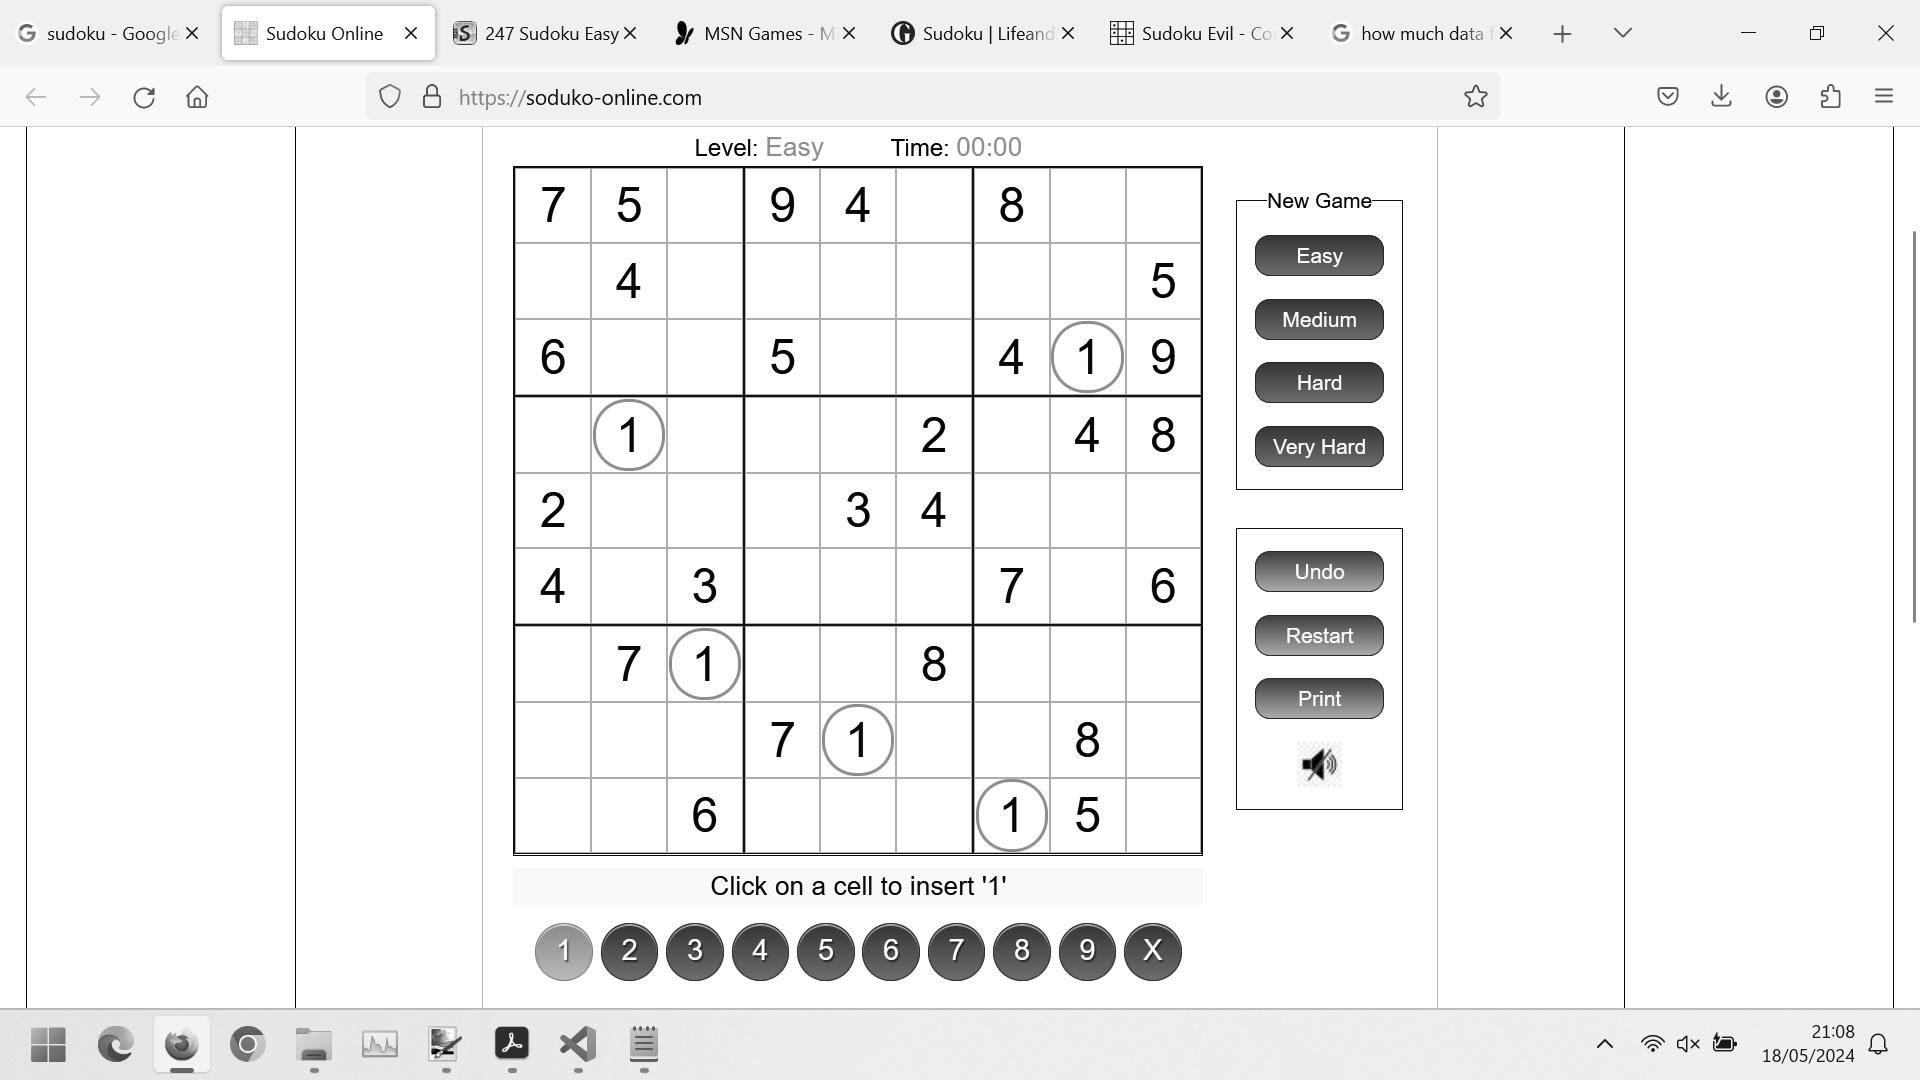 sudoku - Google
Sudoku Online
247 Sudoku Easy
MSN Games - M
Sudoku | Lifeand
Sudoku Evil - Co
how much data f
https://soduko-online.com
Level: Easy Time: 00:00
7 5 9 4 8
4 5
6 5 4 1 9
1 2 4 8
2 3 4
4 3 7 6
7 1 8
7 1 8
6 1 5
Click on a cell to insert '1'
1 2 3 4 5 6 7 8 9 X
New Game
Easy
Medium
Hard
Very Hard
Undo
Restart
Print
21:08
18/05/2024